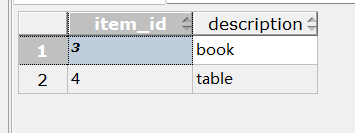 item_id description
1 3 book
2 4 table